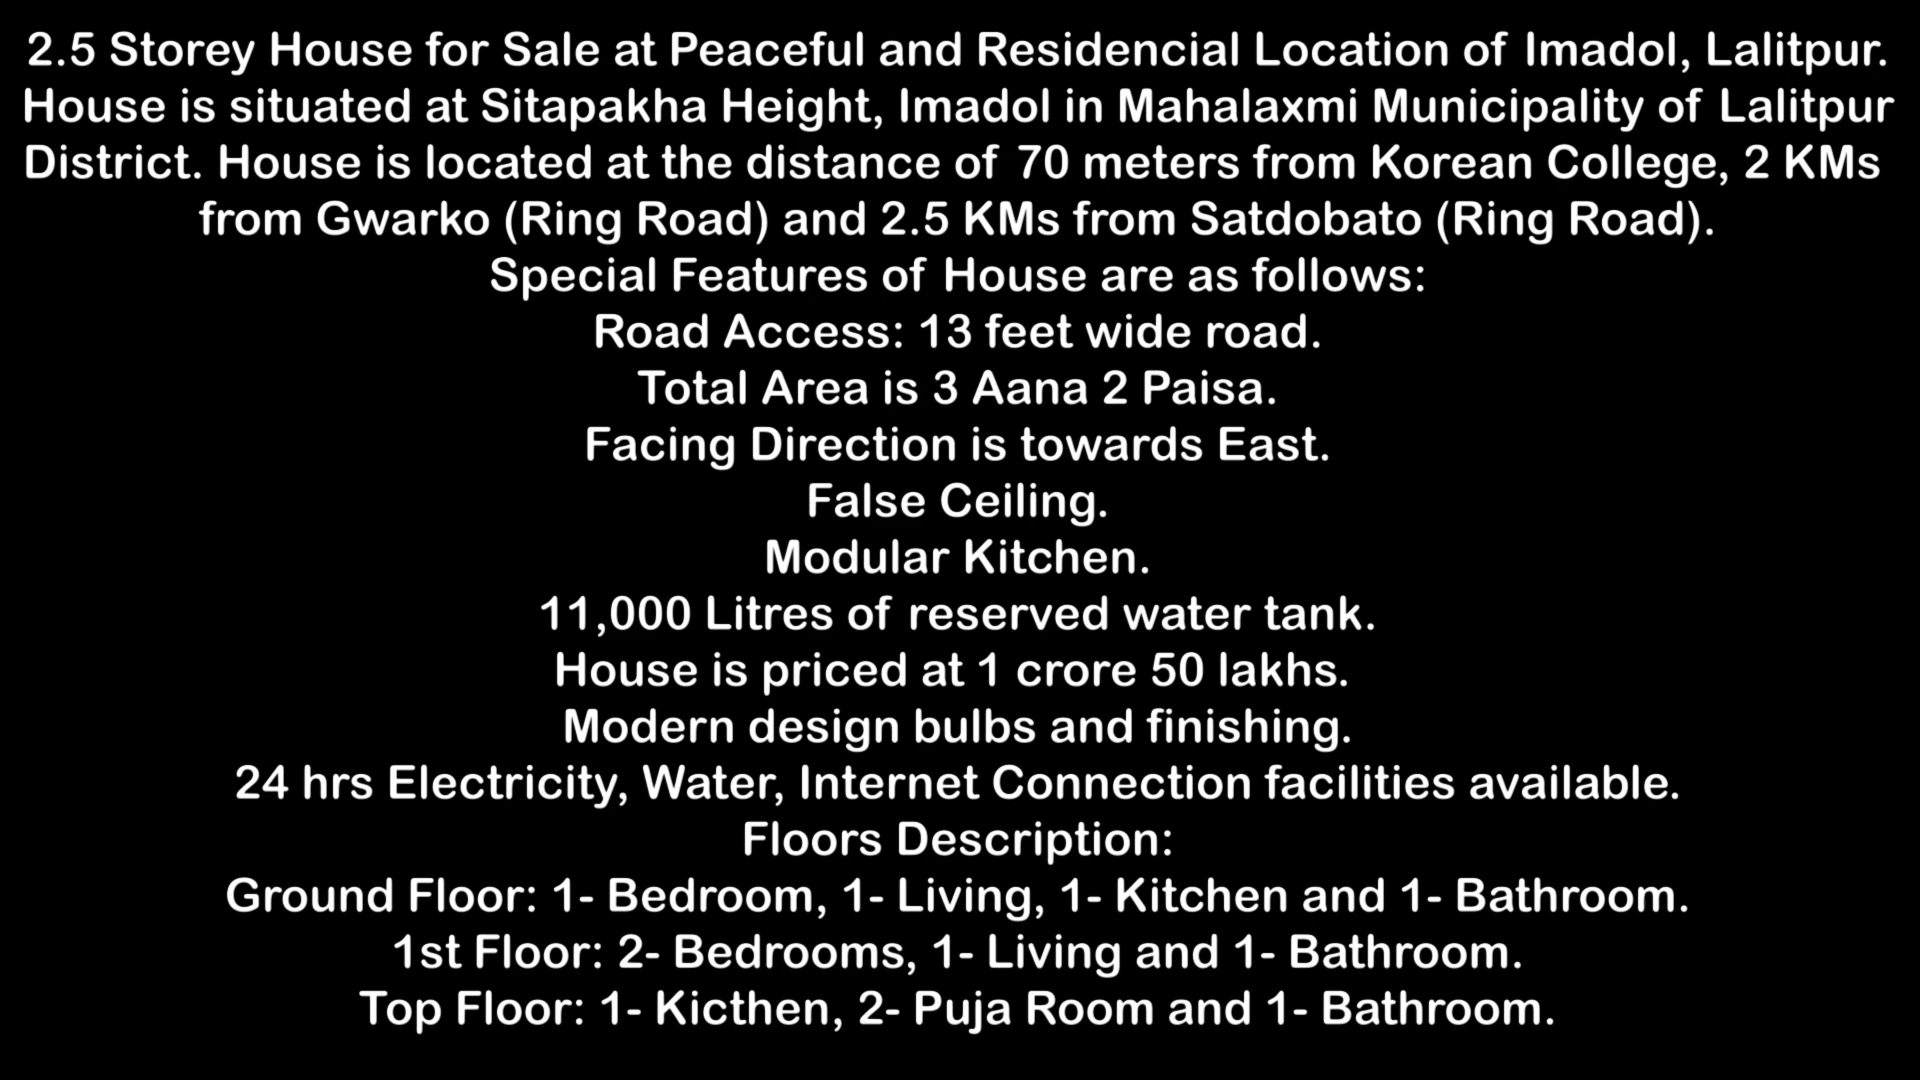 2.5 Storey House for Sale at Peaceful and Residencial Location of Imadol, Lalitpur.
House is situated at Sitapakha Height, Imadol in Mahalaxmi Municipality of Lalitpur
District. House is located at the distance of 70 meters from Korean College, 2 KMs
from Gwarko (Ring Road) and 2.5 KMs from Satdobato (Ring Road).
Special Features of House are as follows:
Road Access: 13 feet wide road.
Total Area is 3 Aana 2 Paisa.
Facing Direction is towards East.
False Ceiling.
Modular Kitchen.
11,000 Litres of reserved water tank.
House is priced at 1 crore 50 lakhs.
Modern design bulbs and finishing.
24 hrs Electricity, Water, Internet Connection facilities available.
Floors Description:
Ground Floor: 1- Bedroom, 1- Living, 1- Kitchen and 1- Bathroom.
1st Floor: 2- Bedrooms, 1- Living and 1- Bathroom.
Top Floor: 1- Kicthen, 2- Puja Room and 1- Bathroom.